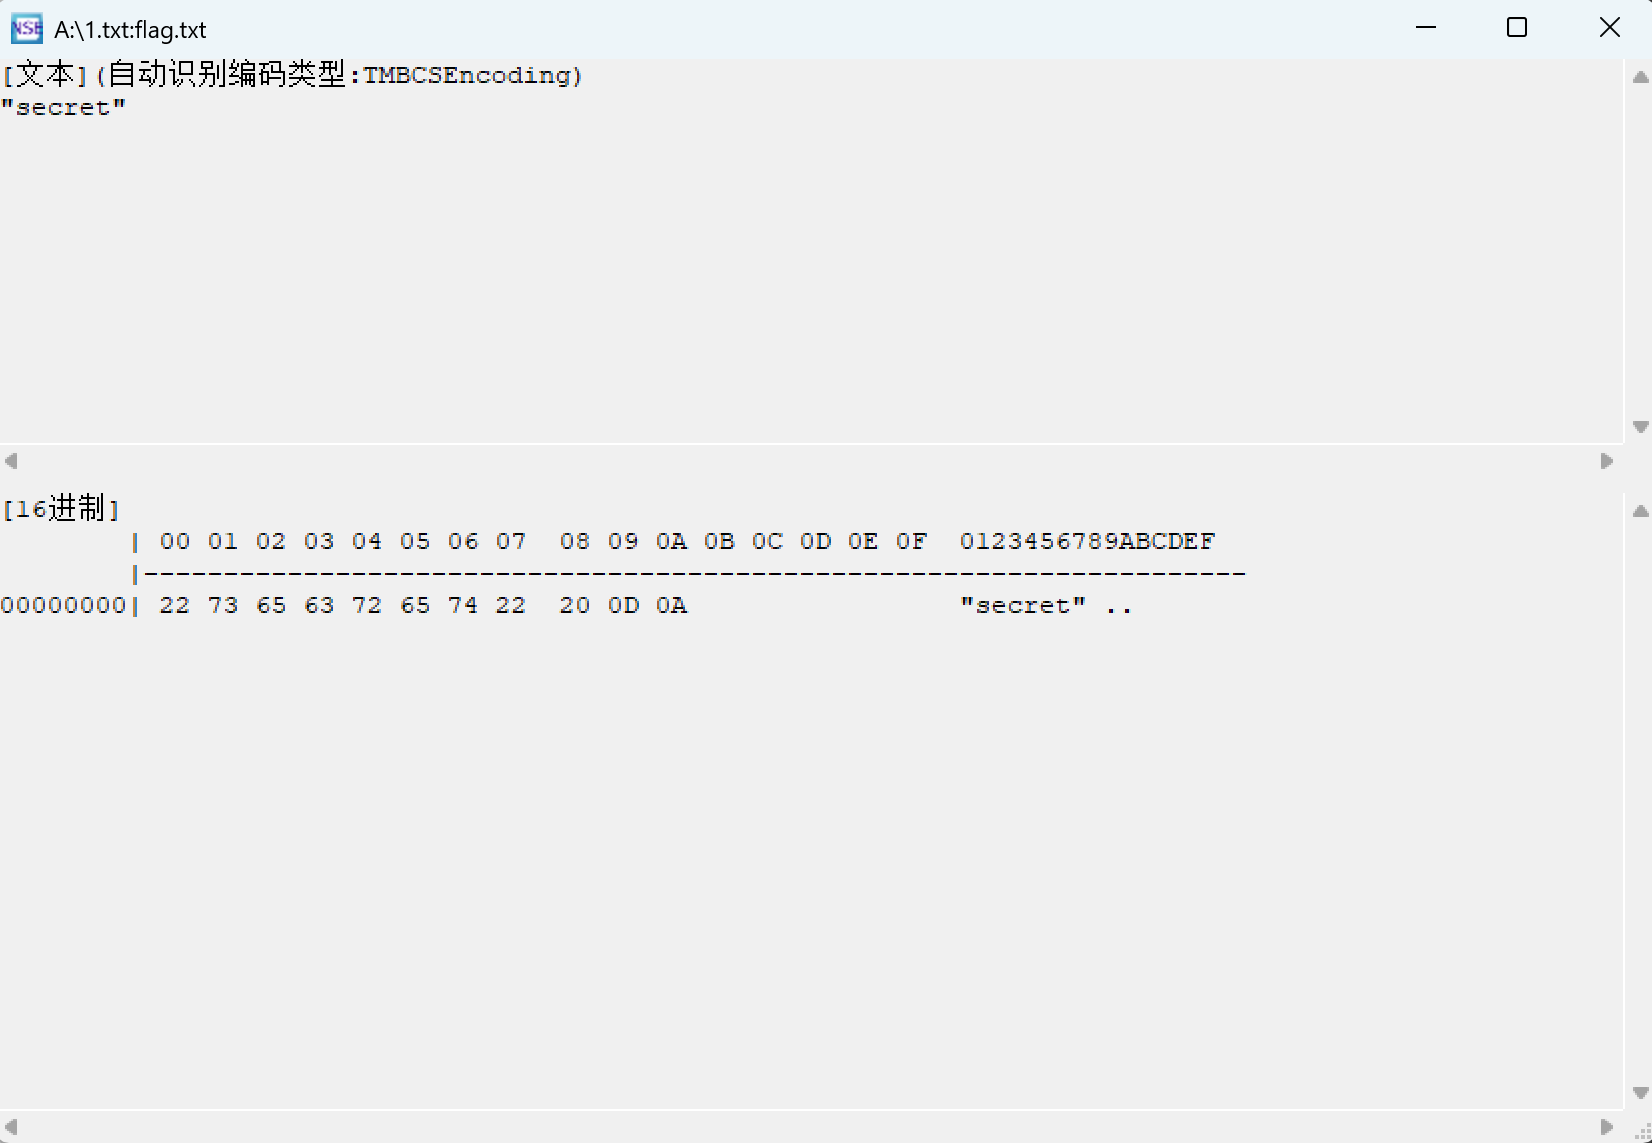 NSE A:\1.txt:flag.txt
[文本](自动识别编码类型:TMBCSEncoding)
"secret"
[16进制]
        | 00 01 02 03 04 05 06 07  08 09 0A 0B 0C 0D 0E 0F  0123456789ABCDEF
        |---------------------------------------------------------------------
00000000| 22 73 65 63 72 65 74 22  20 0D 0A                 "secret" ..